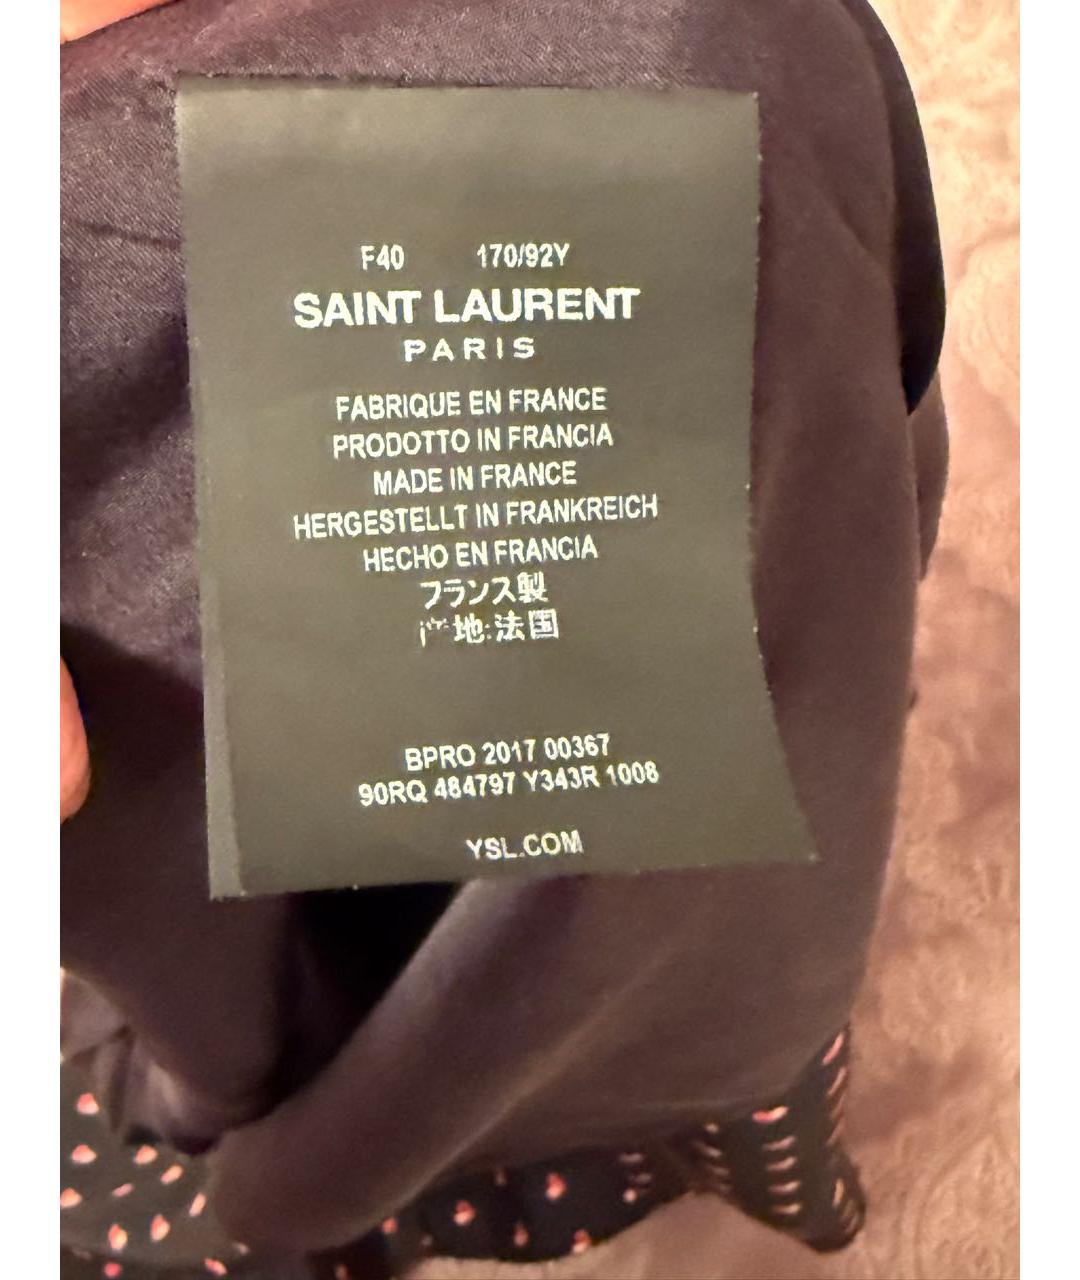 F40 170/92Y
SAINT LAURENT
PARIS
FABRIQUE EN FRANCE
PRODOTTO IN FRANCIA
MADE IN FRANCE
HERGESTELLT IN FRANKREICH
HECHO EN FRANCIA
フランス製
地:法国
BPRO 2017 00367
90RQ 484797 Y343R 1008
YSL.COM